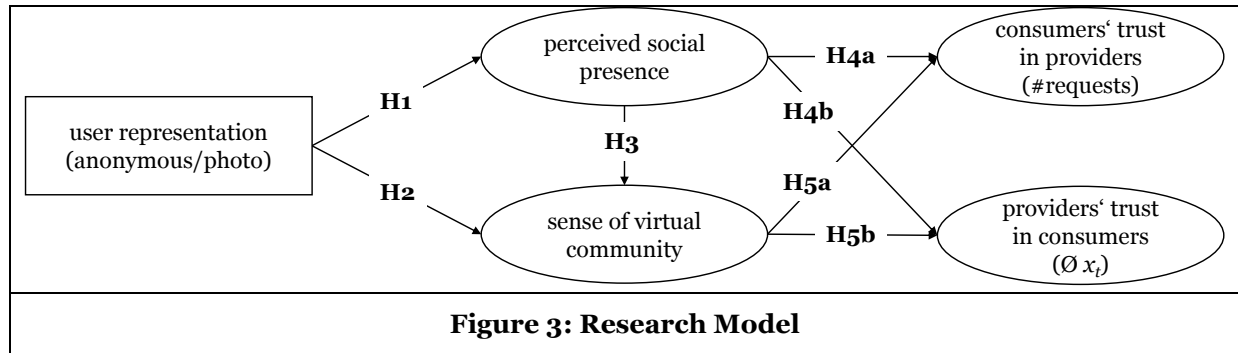 user representation
(anonymous/photo)
H1
H2
perceived social
presence
H3
sense of virtual
community
H4a
H4b
H5a
H5b
consumers‘ trust
in providers
(#requests)
providers‘ trust
in consumers
(Ø xₜ)
Figure 3: Research Model